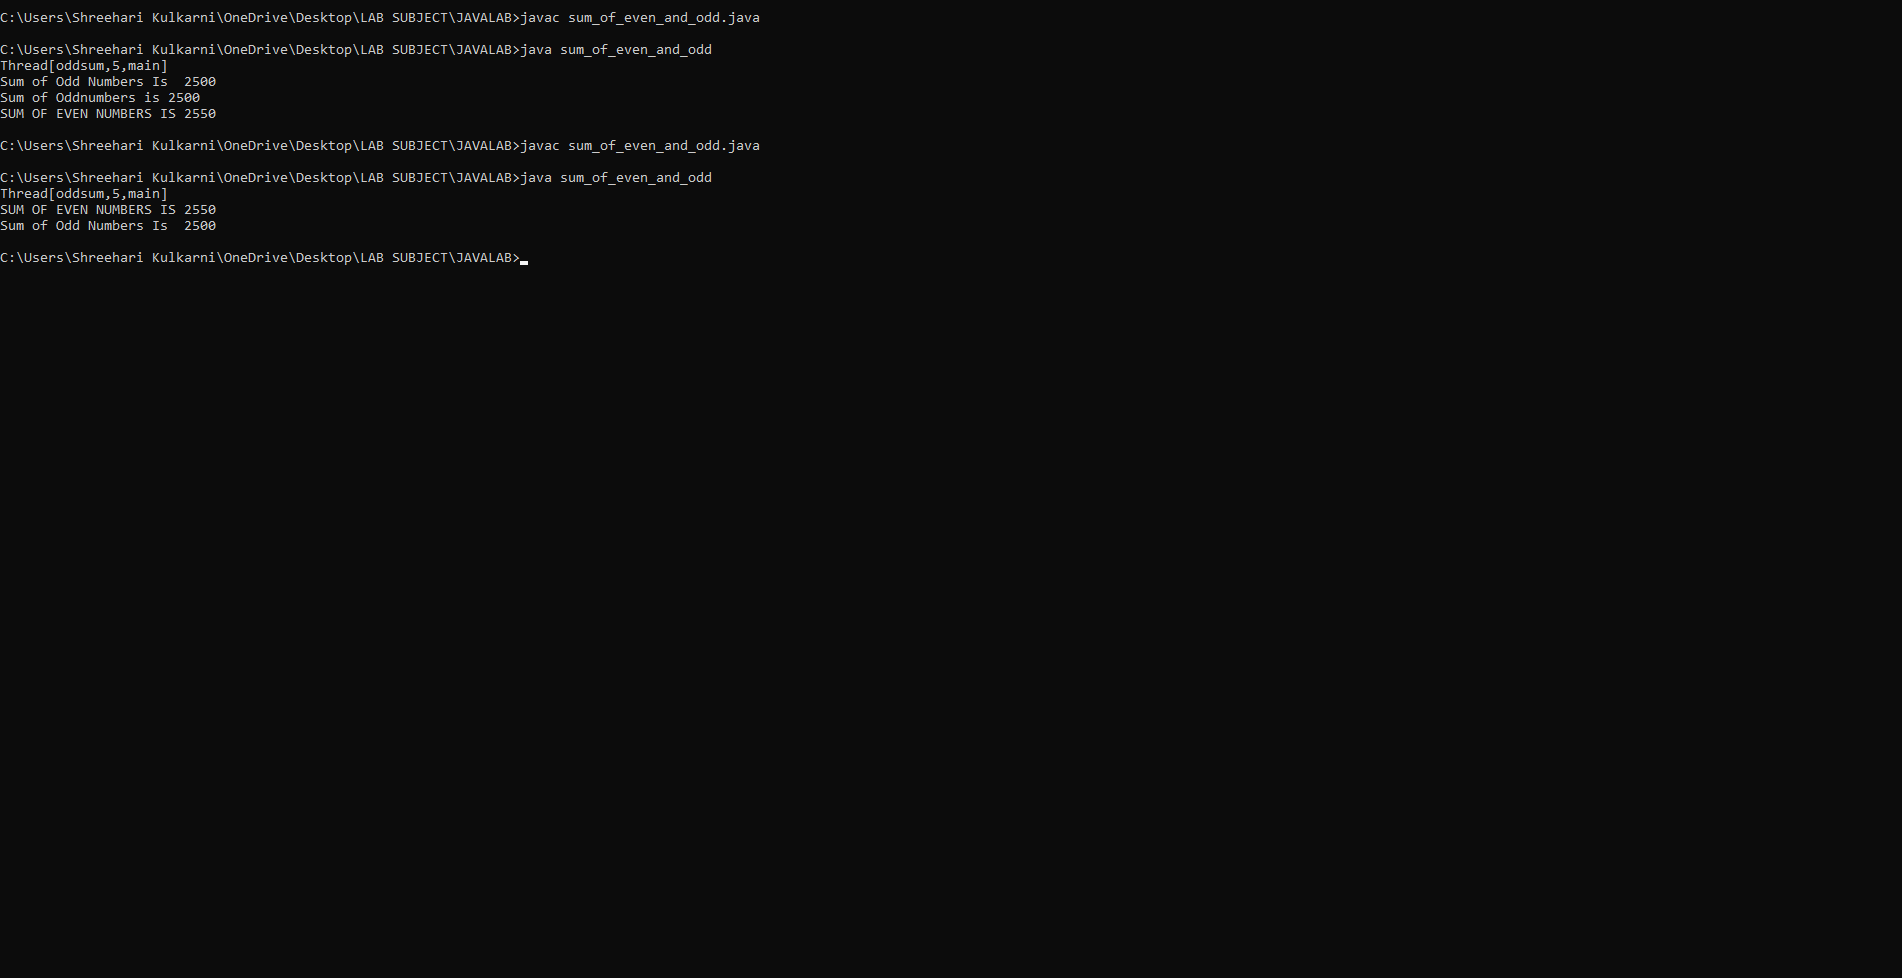 C:\Users\Shreehari Kulkarni\OneDrive\Desktop\LAB SUBJECT\JAVALAB>javac sum_of_even_and_odd.java
C:\Users\Shreehari Kulkarni\OneDrive\Desktop\LAB SUBJECT\JAVALAB>java sum_of_even_and_odd
Thread[oddsum,5,main]
Sum of Odd Numbers Is  2500
Sum of Oddnumbers is 2500
SUM OF EVEN NUMBERS IS 2550
C:\Users\Shreehari Kulkarni\OneDrive\Desktop\LAB SUBJECT\JAVALAB>javac sum_of_even_and_odd.java
C:\Users\Shreehari Kulkarni\OneDrive\Desktop\LAB SUBJECT\JAVALAB>java sum_of_even_and_odd
Thread[oddsum,5,main]
SUM OF EVEN NUMBERS IS 2550
Sum of Odd Numbers Is  2500
C:\Users\Shreehari Kulkarni\OneDrive\Desktop\LAB SUBJECT\JAVALAB>